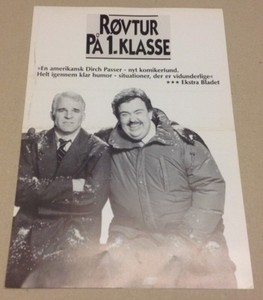 RØVTUR
PÅ 1. KLASSE
»En amerikansk Dirch Passer - nyt komikerfund.
Helt igennem klar humor - situationer, der er vidunderlige«
★★★ Ekstra Bladet